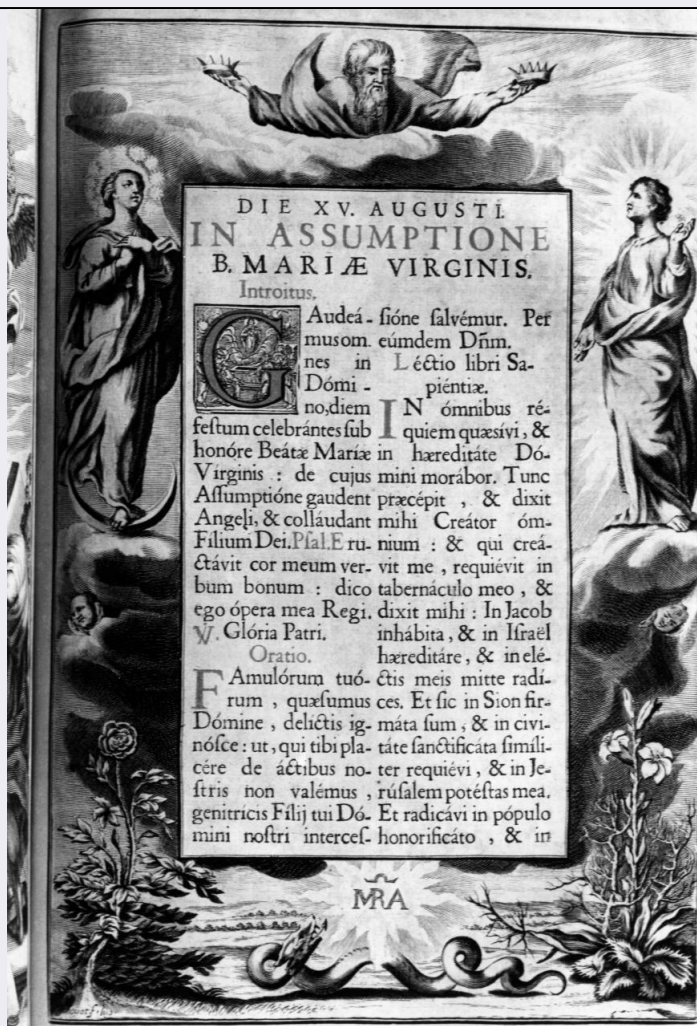 DIE XV. AUGUSTI.
IN ASSUMPTIONE
B. MARIÆ VIRGINIS.
Introitus.
GAudeá-
musom.
nes in
Dómi-
no,diem
feſtum celebrántes ſub
honóre Beátæ Maríæ
Vírginis : de cujus
Aſſumptióne gaudent
Angeli, & colláudant
Filium Dei. Pſal. E ru-
ctávit cor meum ver-
bum bonum : dico
ego ópera mea Regi.
℣. Glória Patri.
Oratio.
FAmulórum tuó-
rum , quæſumus
Dómine , delictis ig-
nóſce : ut, qui tibi pla-
cére de áctibus no-
ſtris non valémus ,
genitrícis Fílij tui Dó-
mini noſtri interceſ-
ſióne ſalvémur. Per
eúmdem Dñm.
Léctio libri Sa-
piéntiæ.
IN ómnibus ré-
quiem quæsívi, &
in hæreditáte Dó-
mini morábor. Tunc
præcépit , & dixit
mihi Creátor óm-
nium : & qui creá-
vit me , requiévit in
tabernáculo meo , &
dixit mihi : In Jacob
inhábita, & in Iſraël
hæreditáre, & in elé-
ctis meis mitte radí-
ces. Et ſic in Sion fir-
máta ſum, & in civi-
táte ſanctificáta ſimíli-
ter requiévi, & in Je-
rúſalem potéſtas mea.
Et radicávi in pópulo
honorificáto , & in
MRA